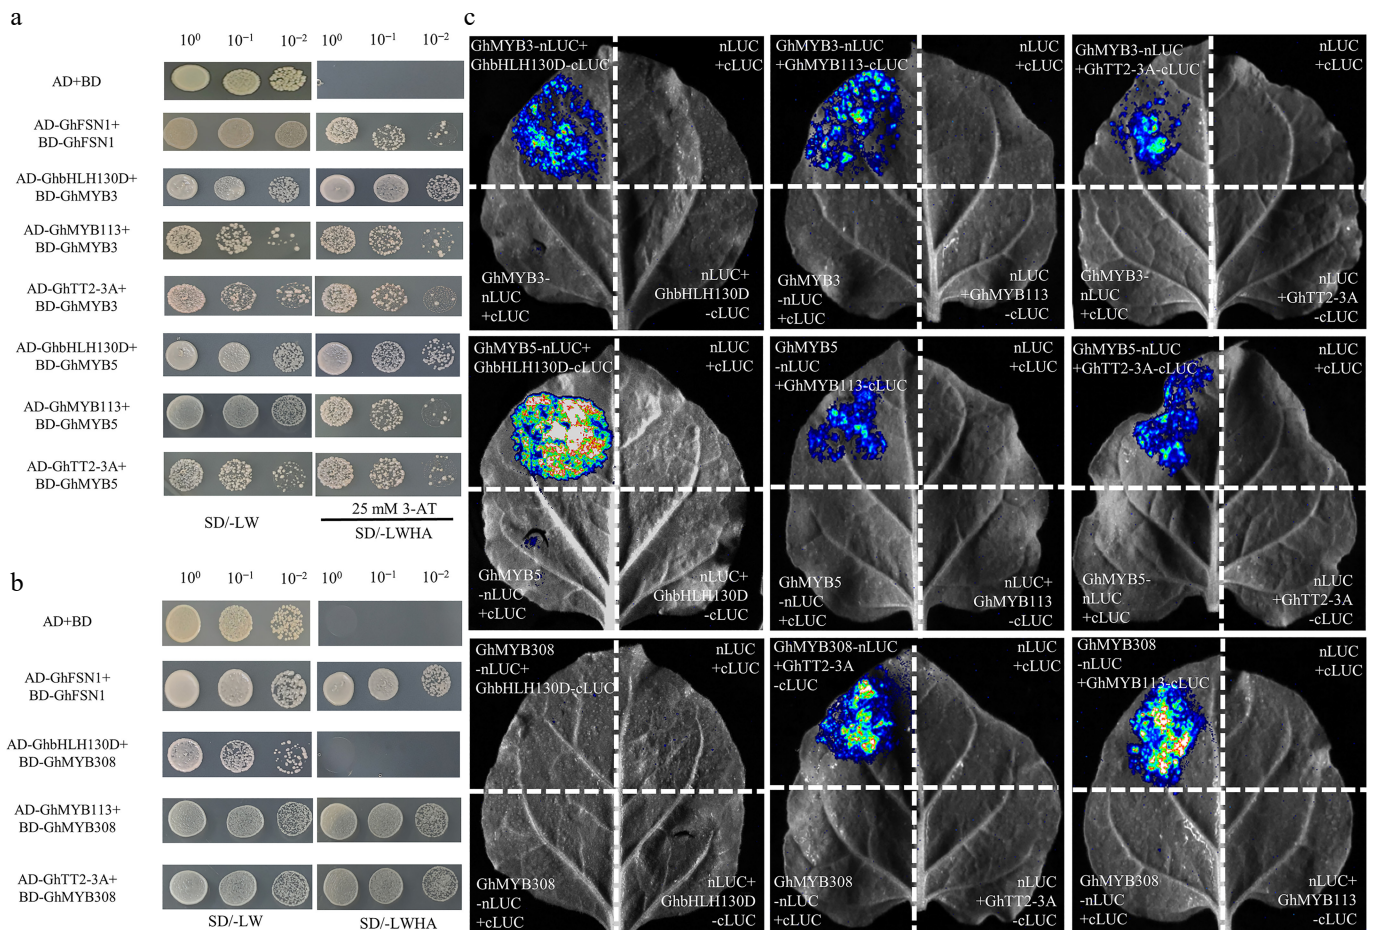 a
10⁰ 10⁻¹ 10⁻² 10⁰ 10⁻¹ 10⁻²
AD+BD
AD-GhFSN1+
BD-GhFSN1
AD-GhbHLH130D+
BD-GhMYB3
AD-GhMYB113+
BD-GhMYB3
AD-GhTT2-3A+
BD-GhMYB3
AD-GhbHLH130D+
BD-GhMYB5
AD-GhMYB113+
BD-GhMYB5
AD-GhTT2-3A+
BD-GhMYB5
SD/-LW
25 mM 3-AT
SD/-LWHA
b
10⁰ 10⁻¹ 10⁻² 10⁰ 10⁻¹ 10⁻²
AD+BD
AD-GhFSN1+
BD-GhFSN1
AD-GhbHLH130D+
BD-GhMYB308
AD-GhMYB113+
BD-GhMYB308
AD-GhTT2-3A+
BD-GhMYB308
SD/-LW
SD/-LWHA
c
GhMYB3-nLUC+
GhbHLH130D-cLUC
nLUC
+cLUC
GhMYB3-
nLUC
+cLUC
nLUC+
GhbHLH130D
-cLUC
GhMYB3-nLUC
+GhMYB113-cLUC
nLUC
+cLUC
GhMYB3
-nLUC
+cLUC
nLUC
+GhMYB113
-cLUC
GhMYB3-nLUC
+GhTT2-3A-cLUC
nLUC
+cLUC
GhMYB3-
nLUC
+cLUC
nLUC
+GhTT2-3A
-cLUC
GhMYB5-nLUC+
GhbHLH130D-cLUC
nLUC
+cLUC
GhMYB5
-nLUC
+cLUC
nLUC+
GhbHLH130D
-cLUC
GhMYB5
-nLUC
+GhMYB113-cLUC
nLUC
+cLUC
GhMYB5
-nLUC
+cLUC
nLUC+
GhMYB113
-cLUC
GhMYB5-nLUC
+GhTT2-3A-cLUC
nLUC
+cLUC
GhMYB5-
nLUC
+cLUC
nLUC
+GhTT2-3A
-cLUC
GhMYB308
-nLUC+
GhbHLH130D-cLUC
nLUC
+cLUC
GhMYB308
-nLUC
+cLUC
nLUC+
GhbHLH130D
-cLUC
GhMYB308-nLUC
+GhTT2-3A
-cLUC
nLUC
+cLUC
GhMYB308
-nLUC
+cLUC
nLUC
+GhTT2-3A
-cLUC
GhMYB308
-nLUC
+GhMYB113-cLUC
nLUC
+cLUC
GhMYB308
-nLUC
+cLUC
nLUC+
GhMYB113
-cLUC